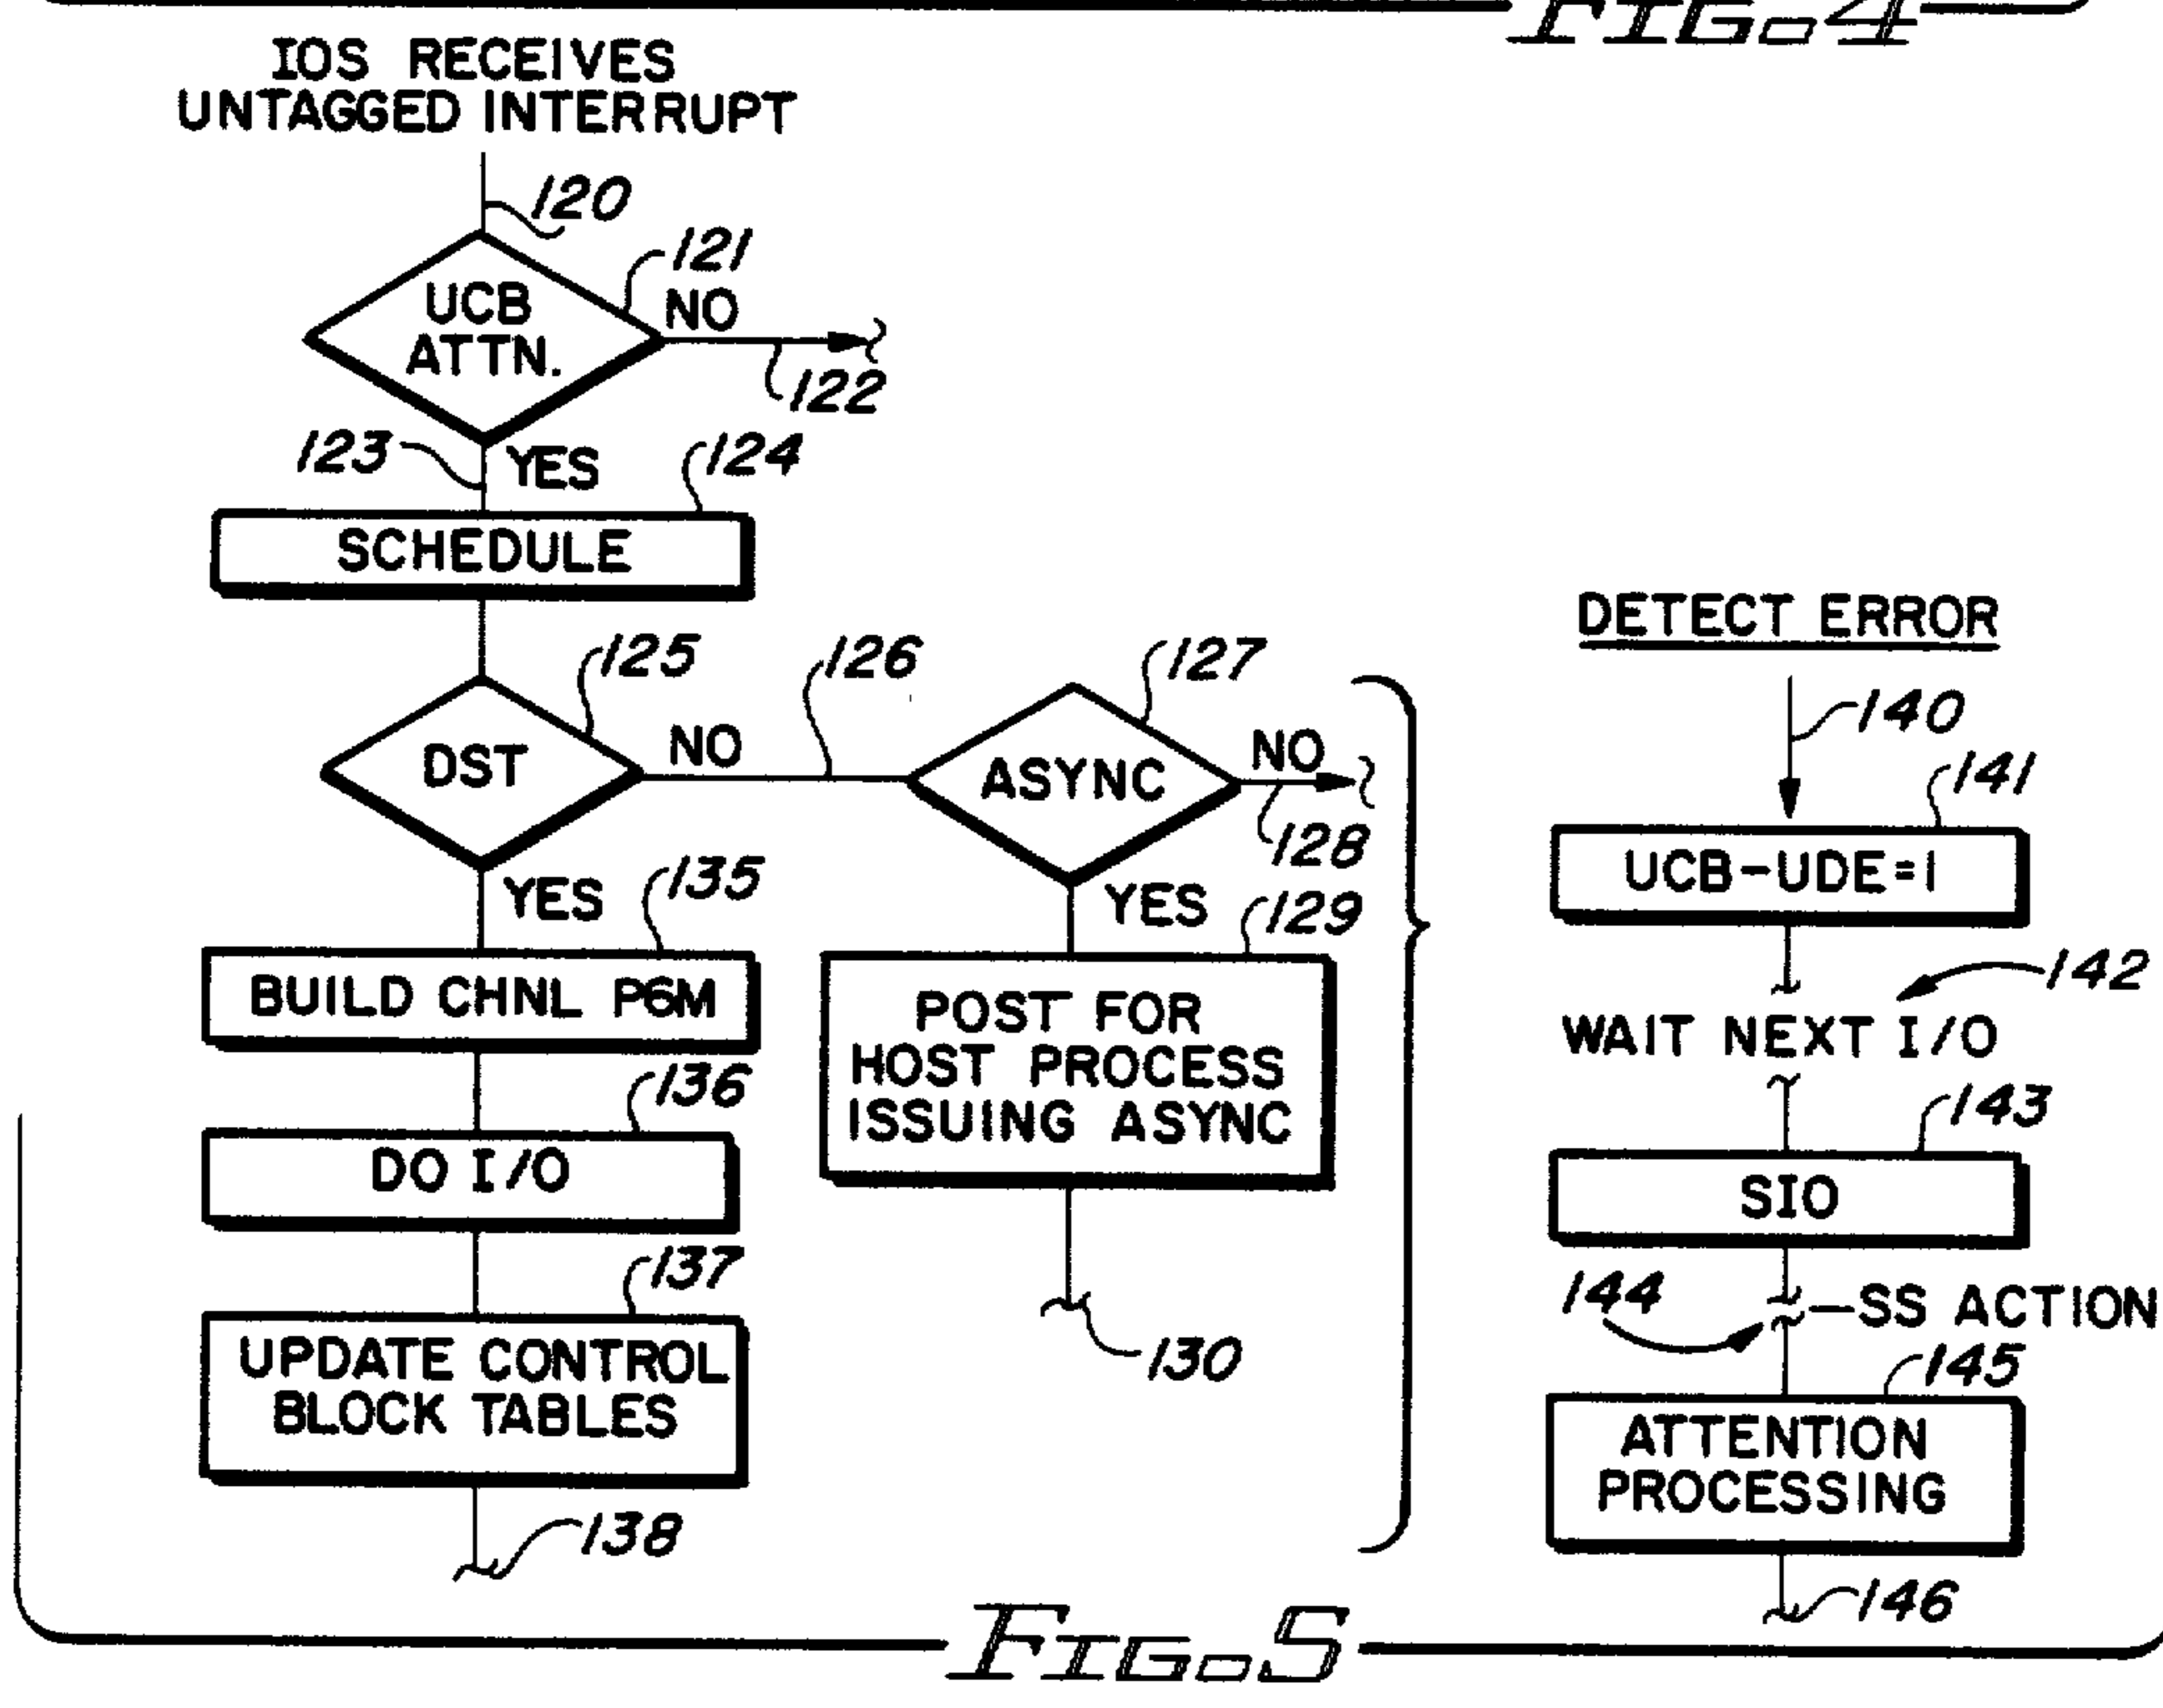 FIG. 4
IOS RECEIVES
UNTAGGED INTERRUPT
120
121
UCB
ATTN.
NO
122
123
YES
124
SCHEDULE
125
126
127
DST
NO
ASYNC
NO
128
YES
135
YES
129
BUILD CHNL PGM
POST FOR
HOST PROCESS
ISSUING ASYNC
136
DO I/O
137
130
UPDATE CONTROL
BLOCK TABLES
138
DETECT ERROR
140
141
UCB-UDE=1
142
WAIT NEXT I/O
143
SIO
144
-SS ACTION
145
ATTENTION
PROCESSING
146
FIG. 5